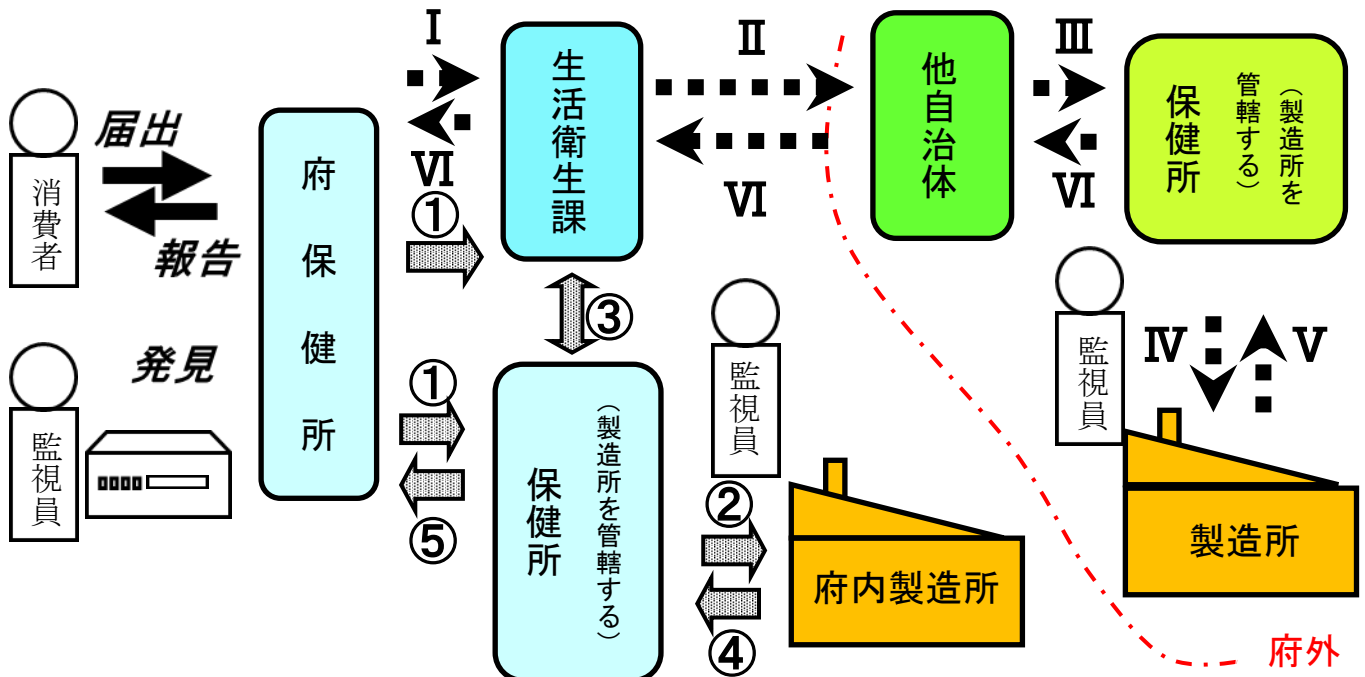 届出
消費者
報告
発見
監視員
府保健所
Ⅰ
Ⅵ
①
①
⑤
生活衛生課
③
(製造所を管轄する)
保健所
Ⅱ
Ⅵ
監視員
②
④
府内製造所
他自治体
Ⅲ
Ⅵ
(製造所を
管轄する)
保健所
監視員
Ⅳ
Ⅴ
製造所
府外